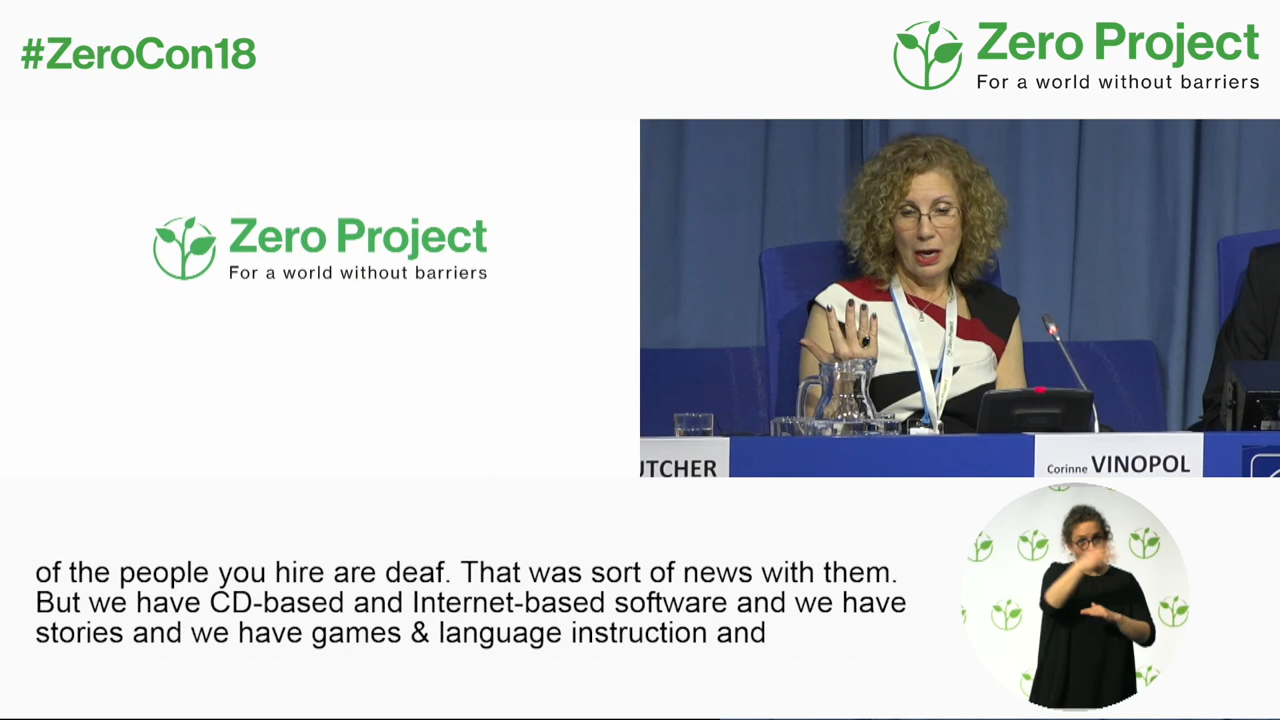 #ZeroCon18
Zero Project
For a world without barriers
Zero Project
For a world without barriers
UTCHER
Corinne VINOPOL
of the people you hire are deaf. That was sort of news with them.
But we have CD-based and Internet-based software and we have
stories and we have games & language instruction and